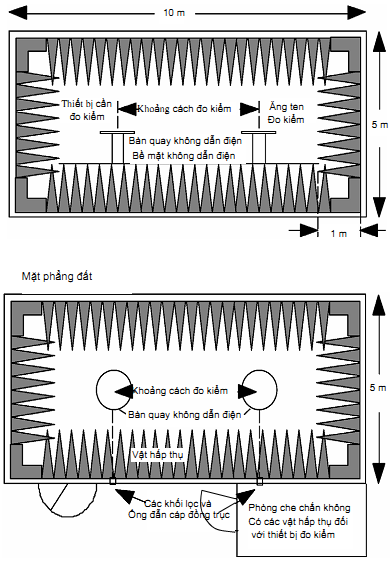 10 m
Thiết bị cần
đo kiểm
Khoảng cách đo kiểm
Ăng ten
Đo kiểm
5 m
Bàn quay không dẫn điện
Bề mặt không dẫn điện
1 m
Mặt phẳng đất
Khoảng cách đo kiểm
5 m
Bàn quay không dẫn điện
Vật hấp thụ
Các khối lọc và
Ống dẫn cáp đồng trục
Phòng che chắn không
Có các vật hấp thụ đối
với thiết bị đo kiểm